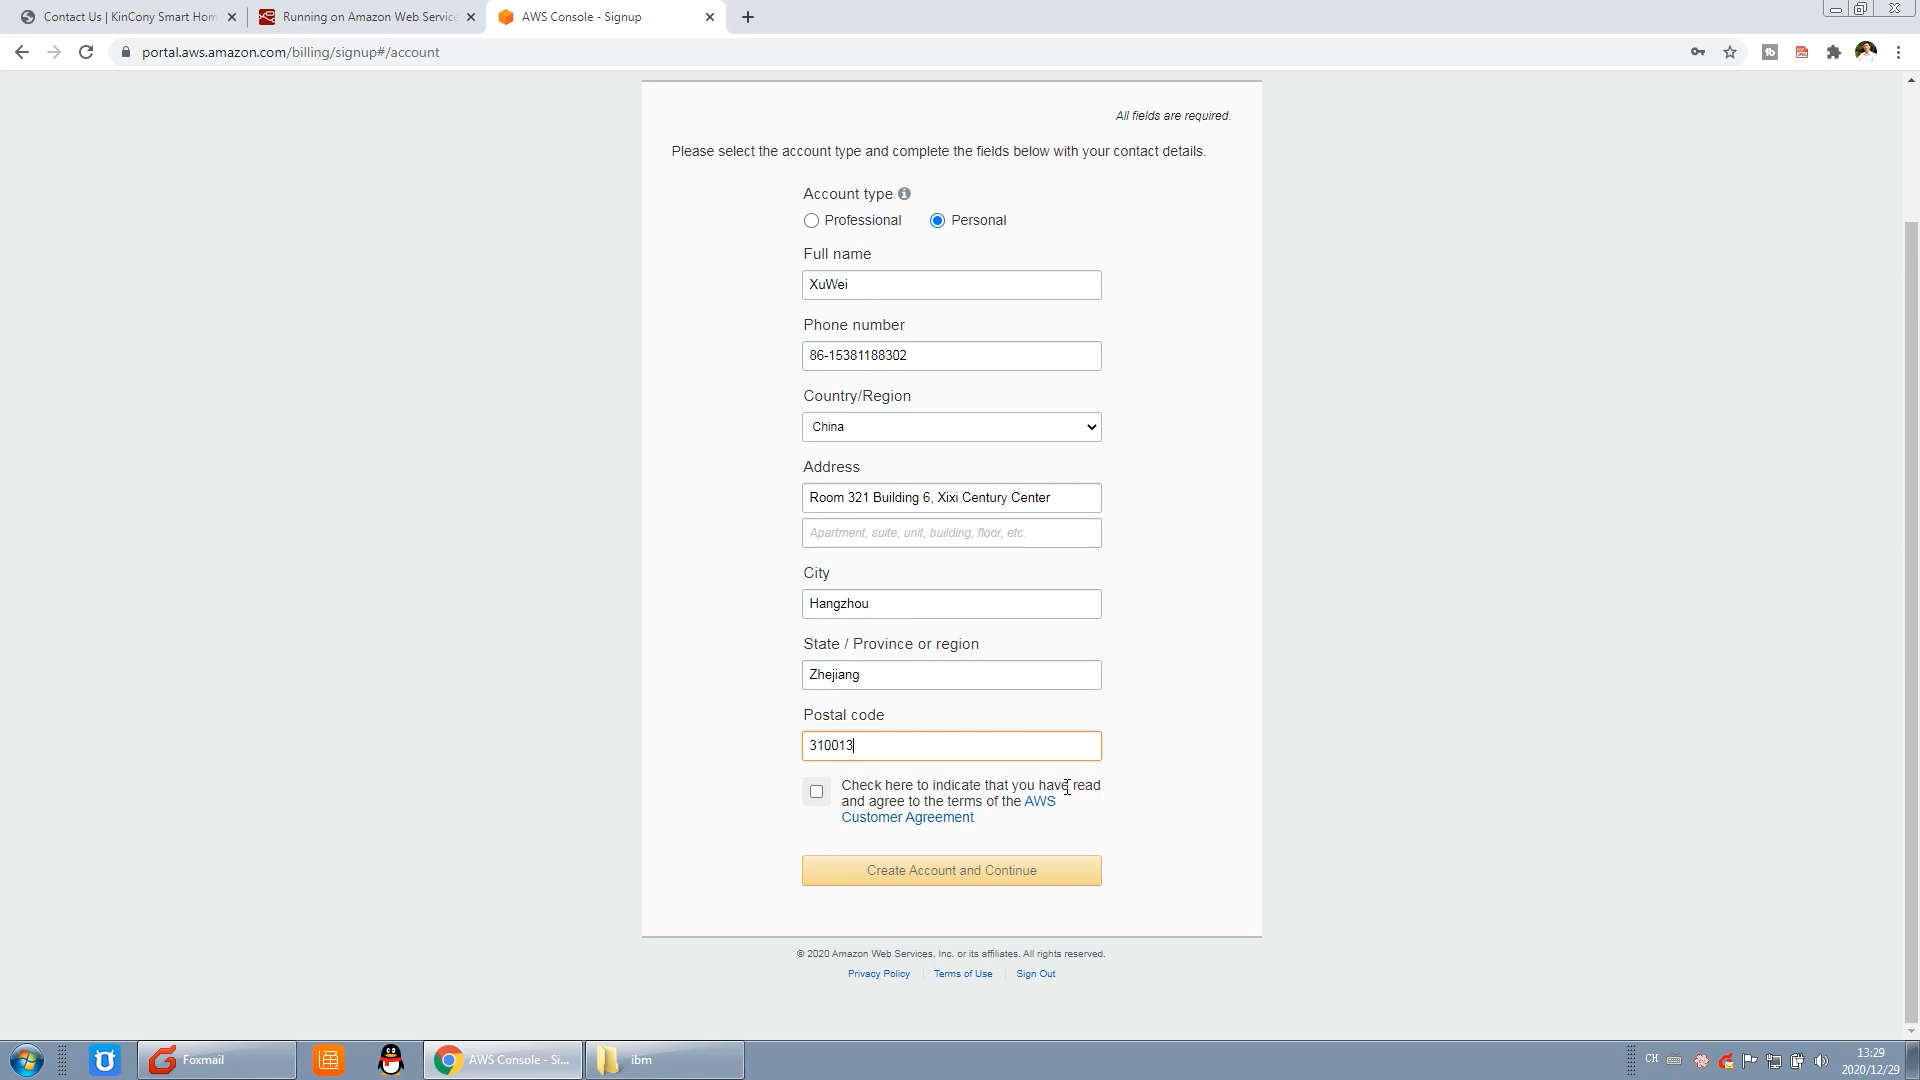 Contact Us | KinCony Smart Hom
Running on Amazon Web Service
AWS Console - Signup
portal.aws.amazon.com/billing/signup#/account
All fields are required.
Please select the account type and complete the fields below with your contact details.
Account type
Professional
Personal
Full name
XuWei
Phone number
86-15381188302
Country/Region
China
Address
Room 321 Building 6, Xixi Century Center
Apartment, suite, unit, building, floor, etc.
City
Hangzhou
State / Province or region
Zhejiang
Postal code
310013
Check here to indicate that you have read
and agree to the terms of the AWS
Customer Agreement
Create Account and Continue
© 2020 Amazon Web Services, Inc. or its affiliates. All rights reserved.
Privacy Policy
Terms of Use
Sign Out
Foxmail
AWS Console - Si...
ibm
CH
13:29
2020/12/29